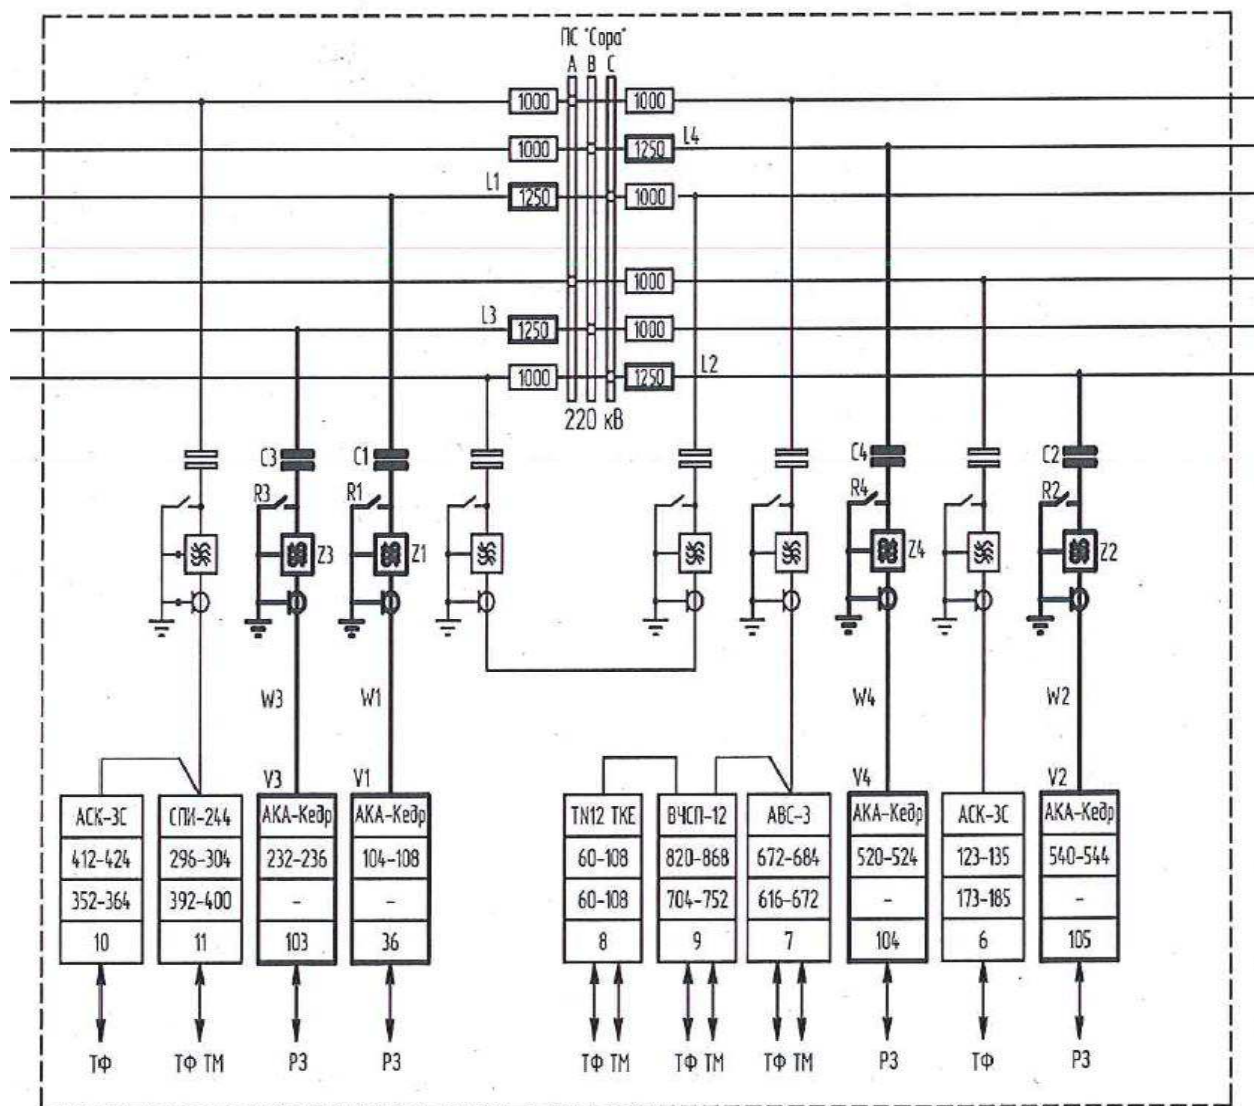 ПС "Сора"
A B C
1000 1000
1000 1250 L4
L1 1250 1000
1000
L3 1250 1000
1000 1250 L2
220 кВ
C3 C1 C4 C2
R3 R1 R4 R2
Z3 Z1 Z4 Z2
W3 W1 W4 W2
V3 V1 V4 V2
АСК-3С СПИ-244 АКА-Кедр АКА-Кедр TN12 TKE ВЧСП-12 АВС-3 АКА-Кедр АСК-3С АКА-Кедр
412-424 296-304 232-236 104-108 60-108 820-868 672-684 520-524 123-135 540-544
352-364 392-400 - - 60-108 704-752 616-672 - 173-185 -
10 11 103 36 8 9 7 104 6 105
ТФ ТФ ТМ РЗ РЗ ТФ ТМ ТФ ТМ ТФ ТМ РЗ ТФ РЗ